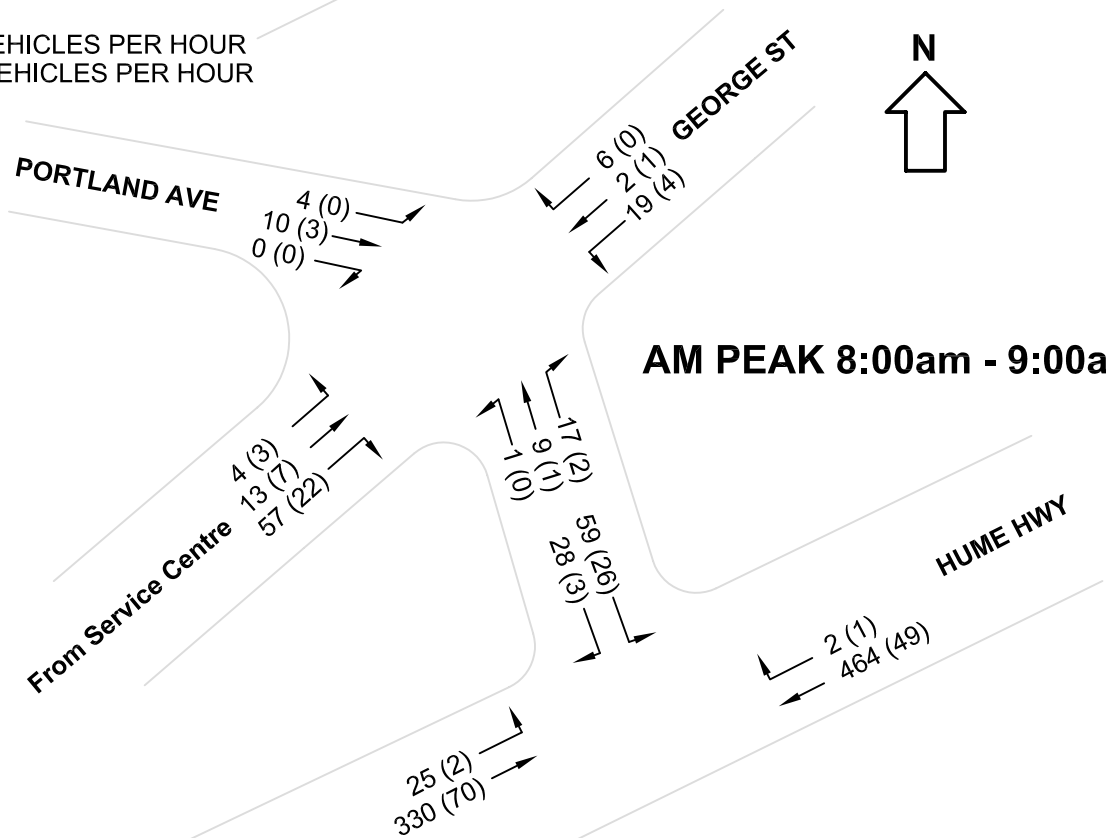 EHICLES PER HOUR
EHICLES PER HOUR
N
GEORGE ST
6 (0)
2 (1)
19 (4)
PORTLAND AVE
4 (0)
10 (3)
0 (0)
AM PEAK 8:00am - 9:00a
17 (2)
9 (1)
1 (0)
4 (3)
13 (7)
57 (22)
From Service Centre
59 (26)
28 (3)
HUME HWY
2 (1)
464 (49)
25 (2)
330 (70)